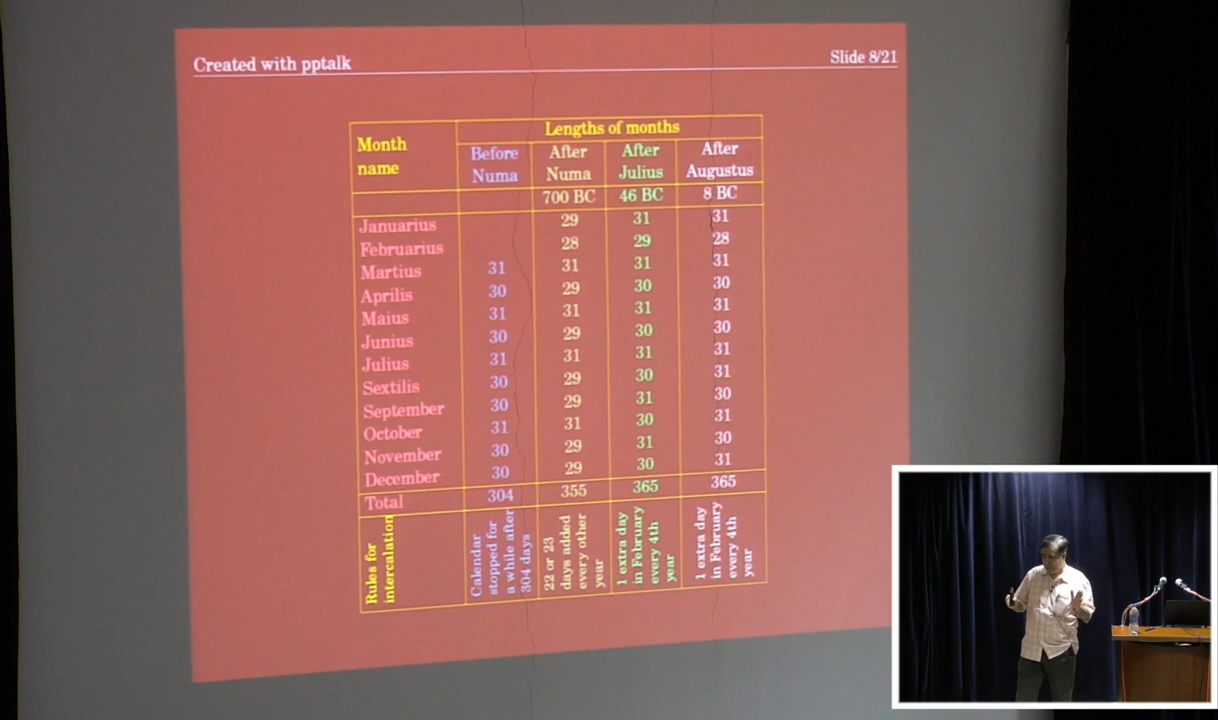 Created with pptalk
Slide 8/21
Month name
Lengths of months
Before Numa
After Numa
After Julius
After Augustus
700 BC 46 BC 8 BC
Januarius 29 31 31
Februarius 28 29 28
Martius 31 31 31 31
Aprilis 30 29 30 30
Maius 31 31 31 31
Junius 30 29 30 30
Julius 31 31 31 31
Sextilis 30 29 30 31
September 30 29 31 30
October 31 31 30 31
November 30 29 31 30
December 30 29 30 31
Total 304 355 365 365
Rules for
intercalation
Calendar
stopped for
a while after
304 days
22 or 23
days added
every other
year
1 extra day
in February
every 4th
year
1 extra day
in February
every 4th
year